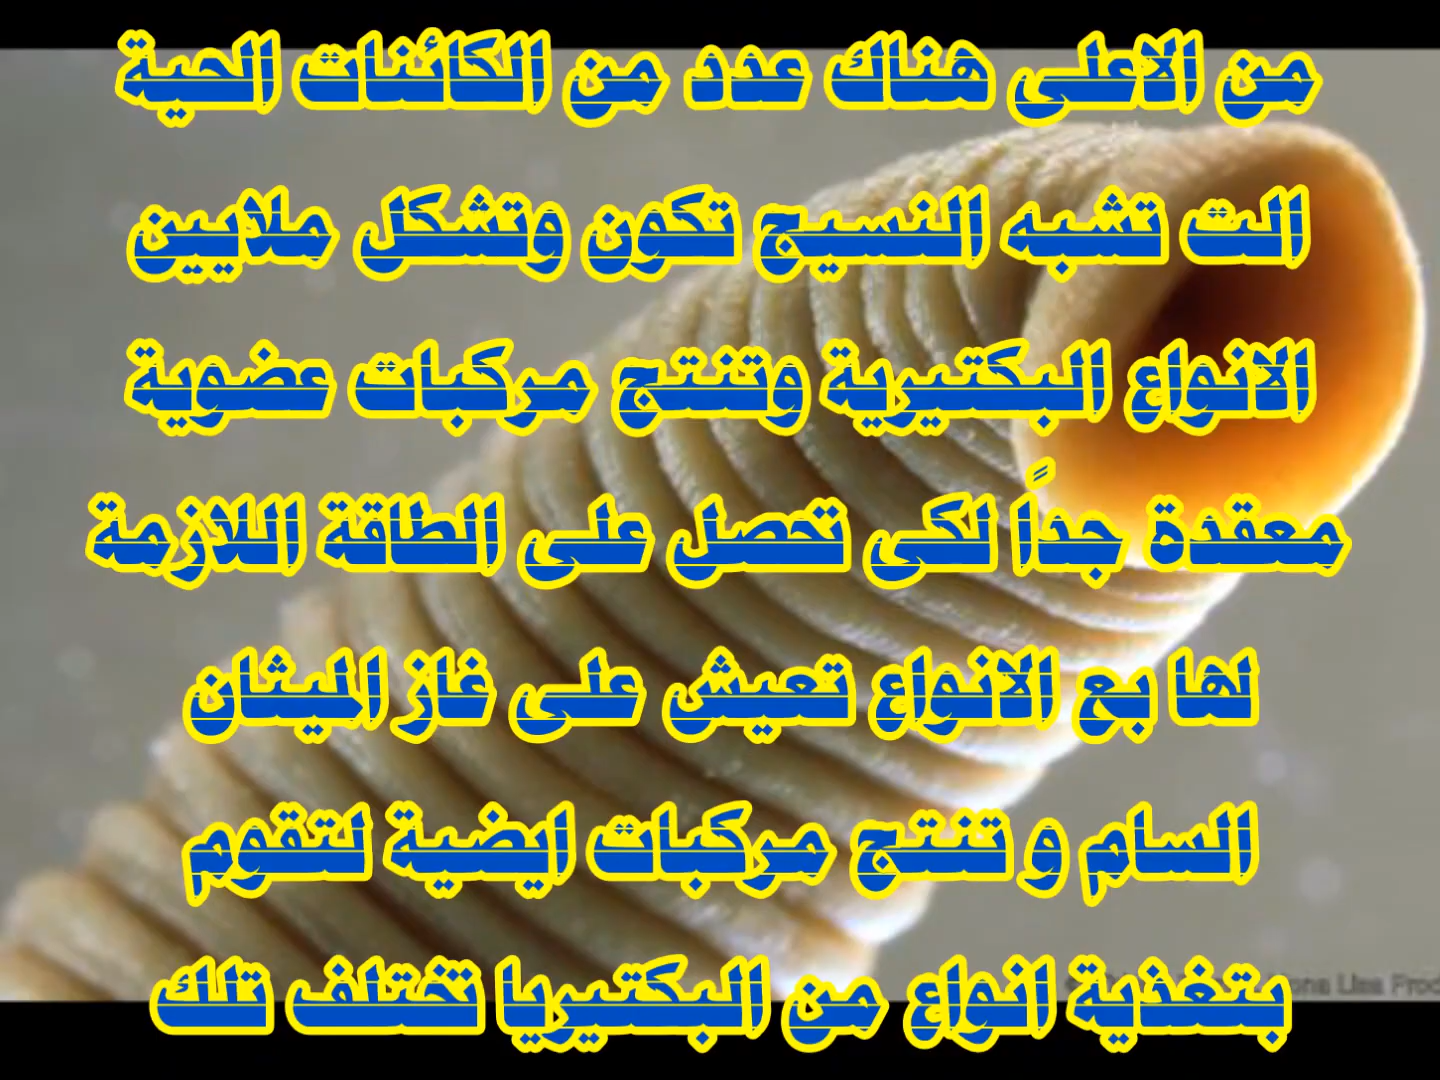 من الاعلى هناك عدد من الكائنات الحية
الت تشبه النسيج تكون وتشكل ملايين
الانواع البكتيرية وتنتج مركبات عضوية
معقدة جداً لكى تحصل على الطاقة اللازمة
لها بع الانواع تعيش على غاز الميثان
السام و تنتج مركبات ايضية لتقوم
بتغذية انواع من البكتيريا تختلف تلك